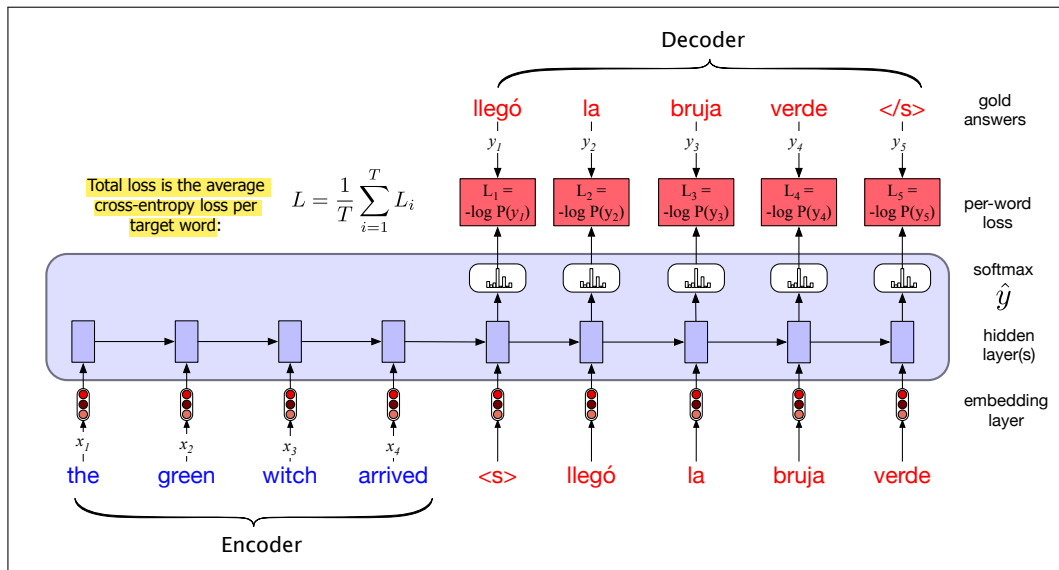 Decoder
llegó la bruja verde </s> gold answers
y₁ y₂ y₃ y₄ y₅
Total loss is the average cross-entropy loss per target word:
L = \frac{1}{T} \sum_{i=1}^{T} L_i
L₁ = -log P(y₁)
L₂ = -log P(y₂)
L₃ = -log P(y₃)
L₄ = -log P(y₄)
L₅ = -log P(y₅)
per-word loss
softmax
ŷ
hidden layer(s)
embedding layer
x₁ x₂ x₃ x₄
the green witch arrived <s> llegó la bruja verde
Encoder